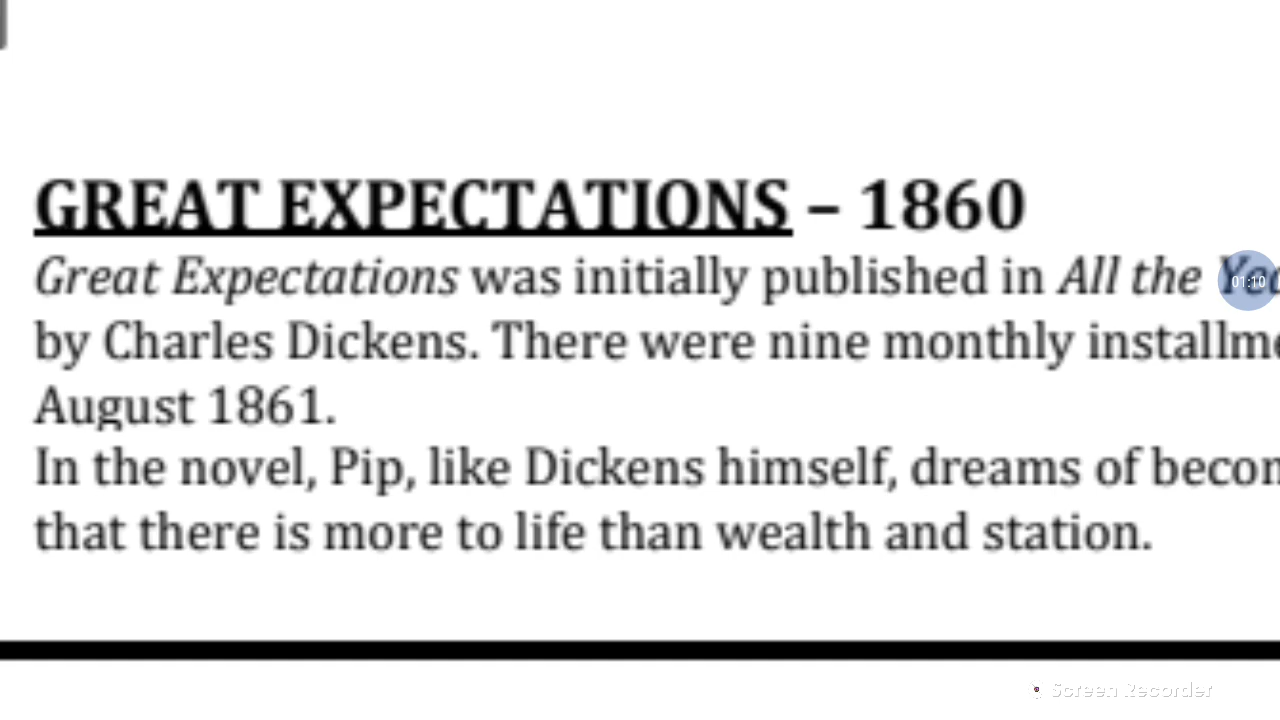 GREAT EXPECTATIONS – 1860
Great Expectations was initially published in All the
by Charles Dickens. There were nine monthly installme
August 1861.
In the novel, Pip, like Dickens himself, dreams of becom
that there is more to life than wealth and station.
01:10
Screen Recorder